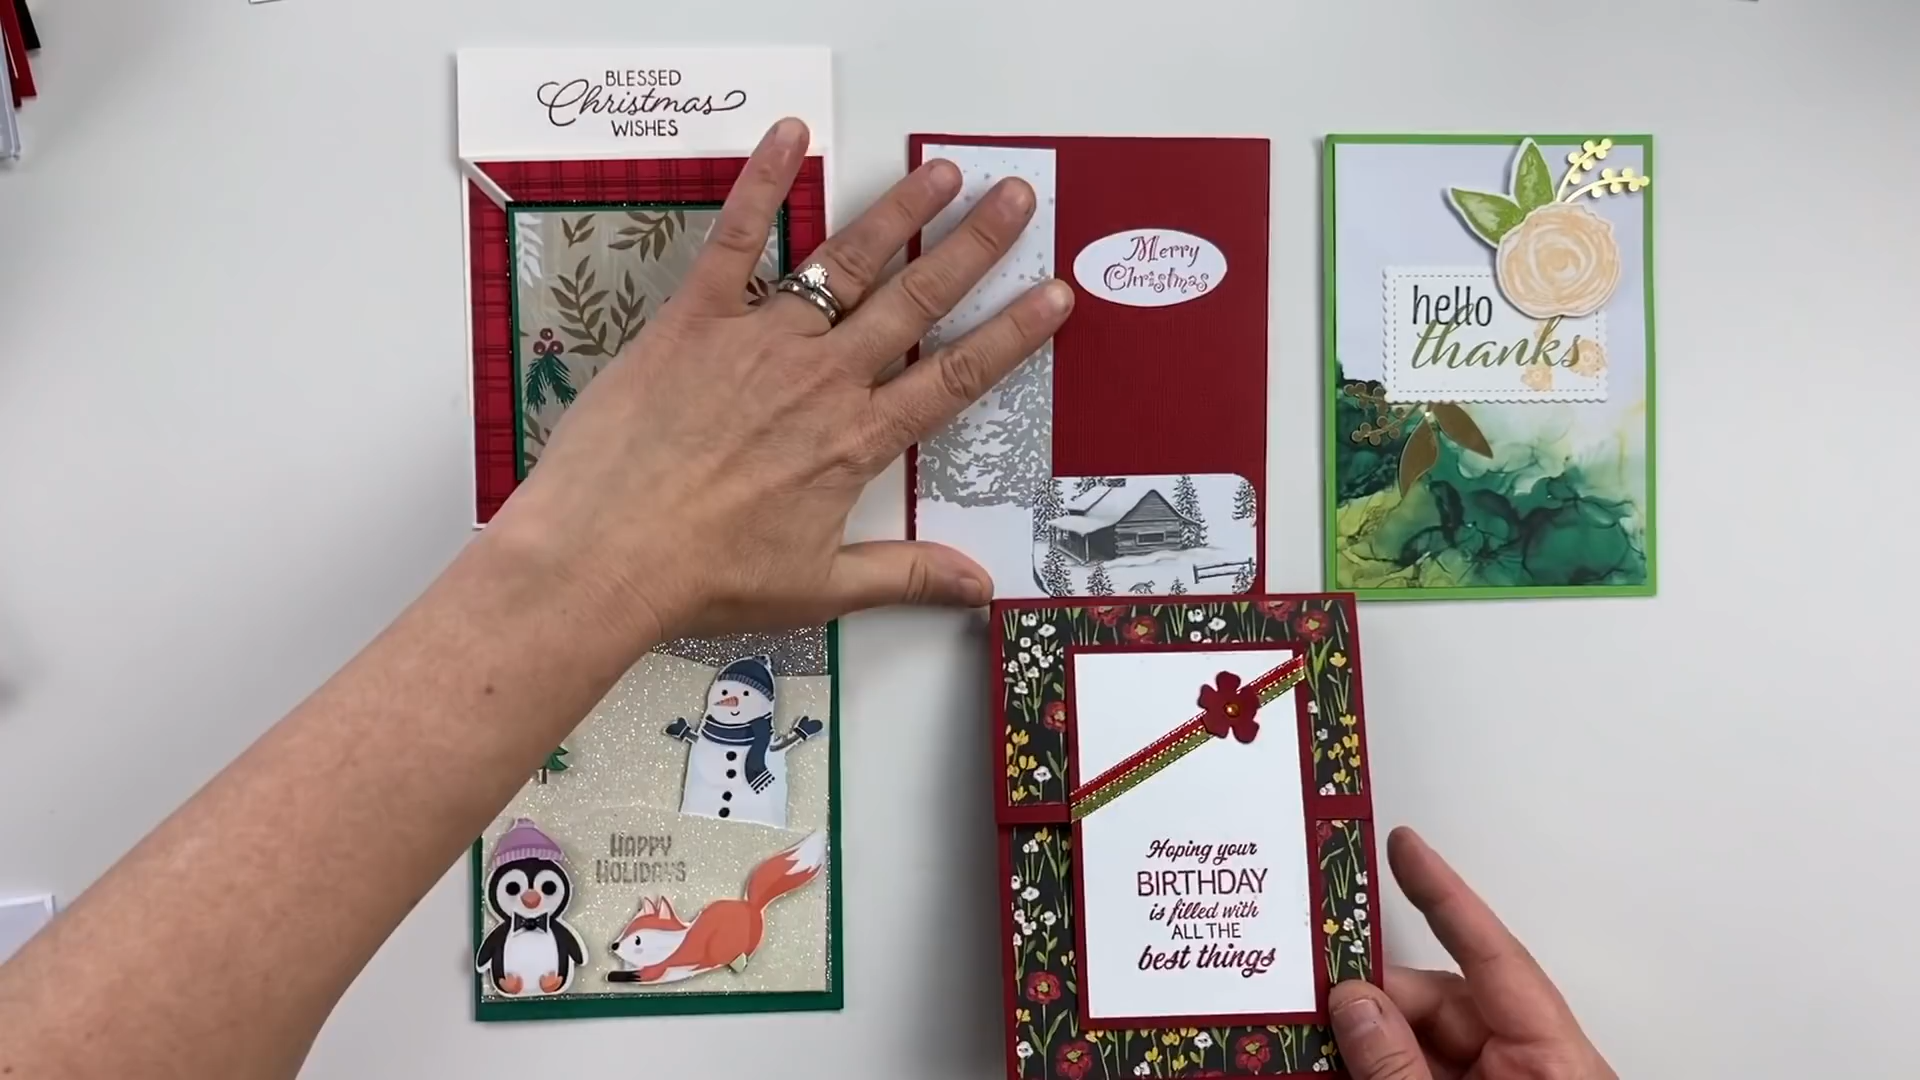 BLESSED
Christmas
WISHES
Merry
Christmas
hello
thanks
HAPPY
HOLIDAYS
Hoping your
BIRTHDAY
is filled with
ALL THE
best things